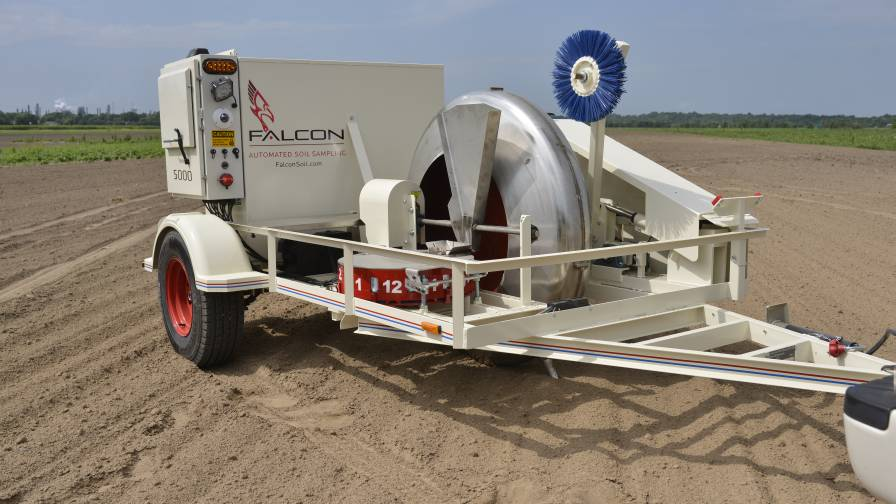 FALCON
AUTOMATED SOIL SAMPLING
FalconSoil.com
CAUTION
5000
1
12